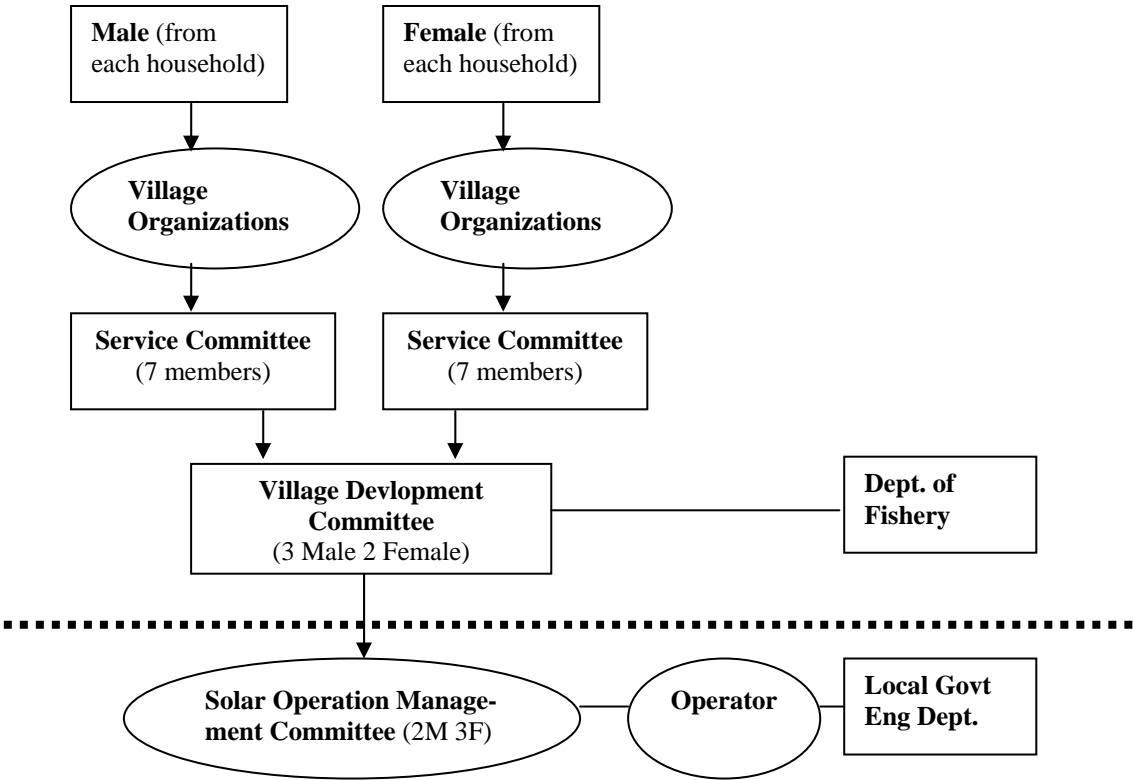 Male (from
each household)
Female (from
each household)
Village
Organizations
Village
Organizations
Service Committee
(7 members)
Service Committee
(7 members)
Village Devlopment
Committee
(3 Male 2 Female)
Dept. of
Fishery
Solar Operation Manage-
ment Committee (2M 3F)
Operator
Local Govt
Eng Dept.